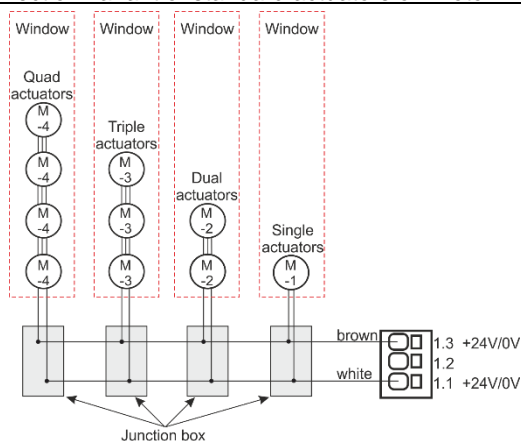 Window Window Window Window
Quad
actuators
M
-4
M
-4
M
-4
M
-4
Triple
actuators
M
-3
M
-3
M
-3
Dual
actuators
M
-2
M
-2
Single
actuators
M
-1
brown
1.3 +24V/0V
1.2
white
1.1 +24V/0V
Junction box